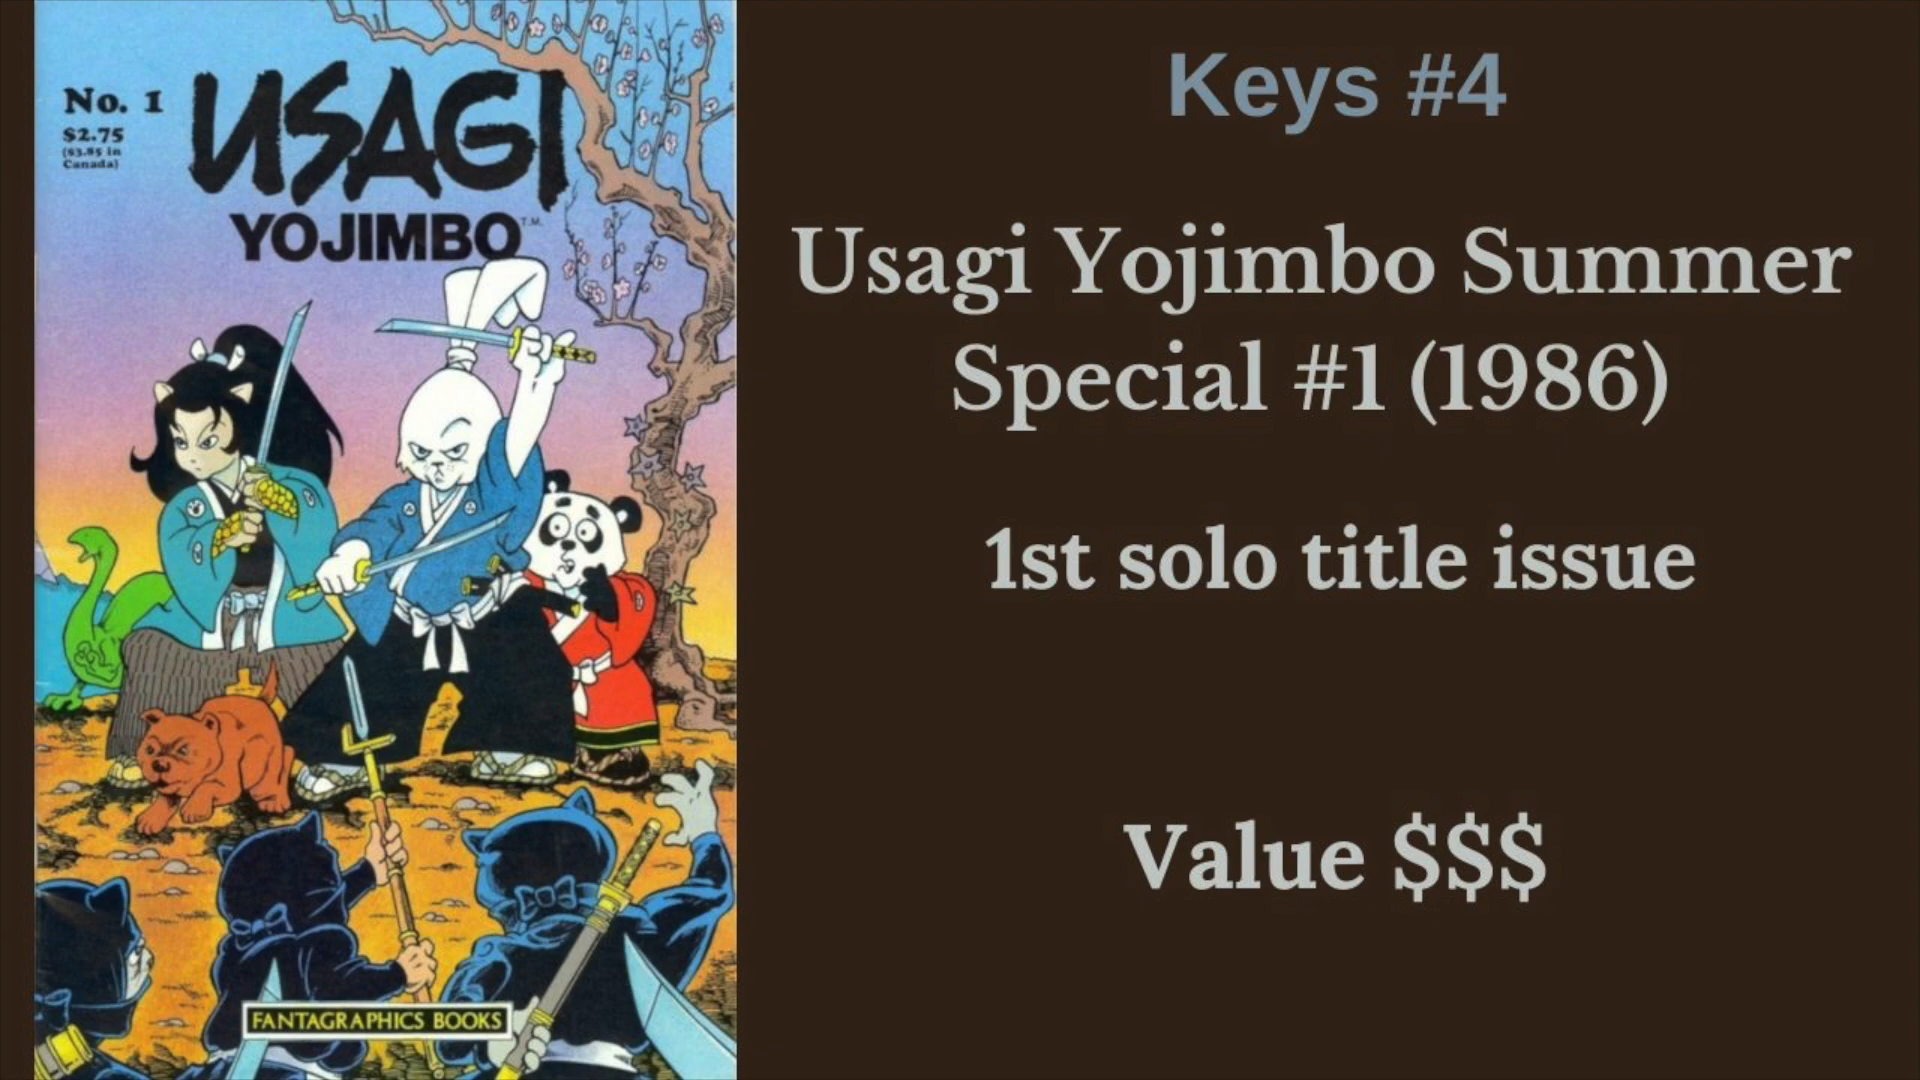 No. 1
$2.75
($3.85 in
Canada)
USAGI
YOJIMBO™
FANTAGRAPHICS BOOKS
Keys #4
Usagi Yojimbo Summer
Special #1 (1986)
1st solo title issue
Value $$$